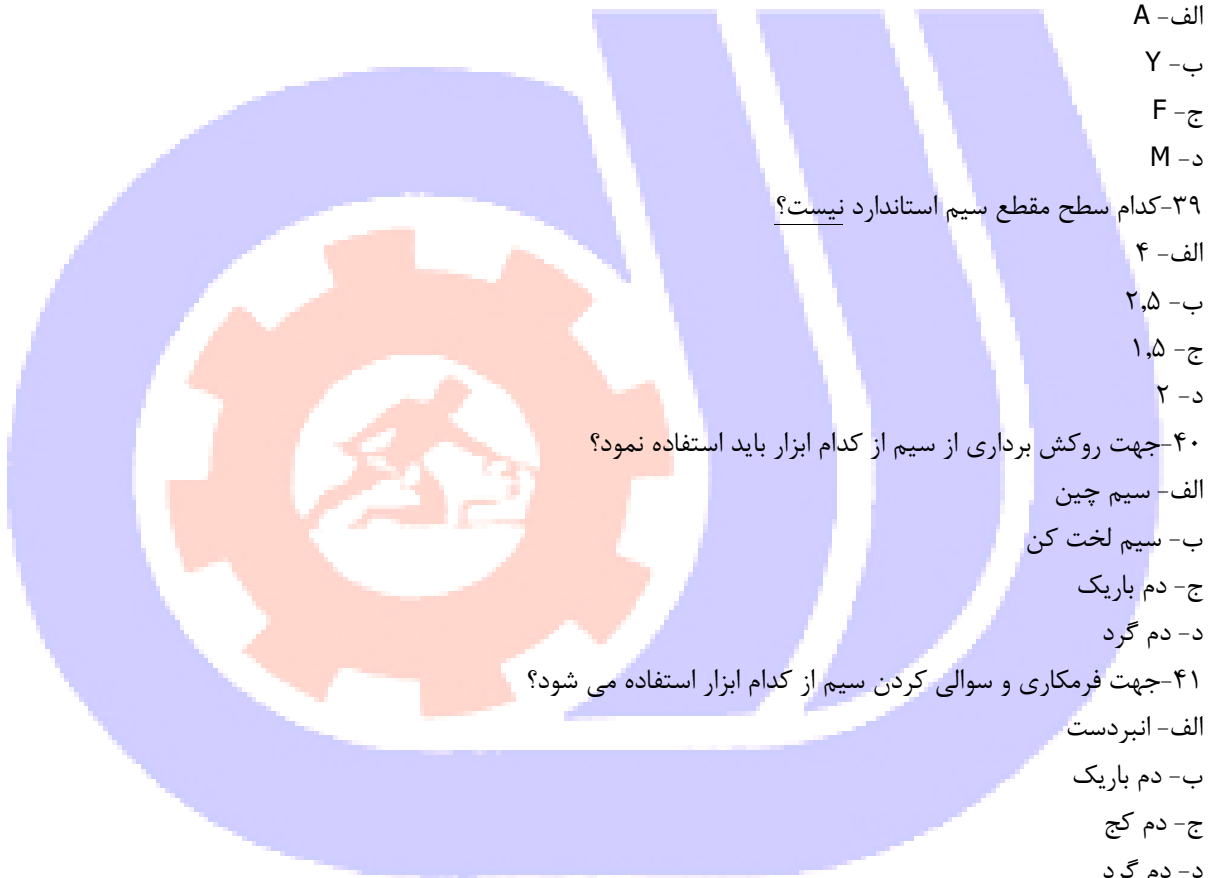 الف- A
ب- Y
ج- F
د- M
۳۹-کدام سطح مقطع سیم استاندارد نیست؟
الف- ۴
ب- ۲,۵
ج- ۱,۵
د- ۲
۴۰-جهت روکش برداری از سیم از کدام ابزار باید استفاده نمود؟
الف- سیم چین
ب- سیم لخت کن
ج- دم باریک
د- دم گرد
۴۱-جهت فرمکاری و سوالی کردن سیم از کدام ابزار استفاده می شود؟
الف- انبردست
ب- دم باریک
ج- دم کج
د- دم گرد